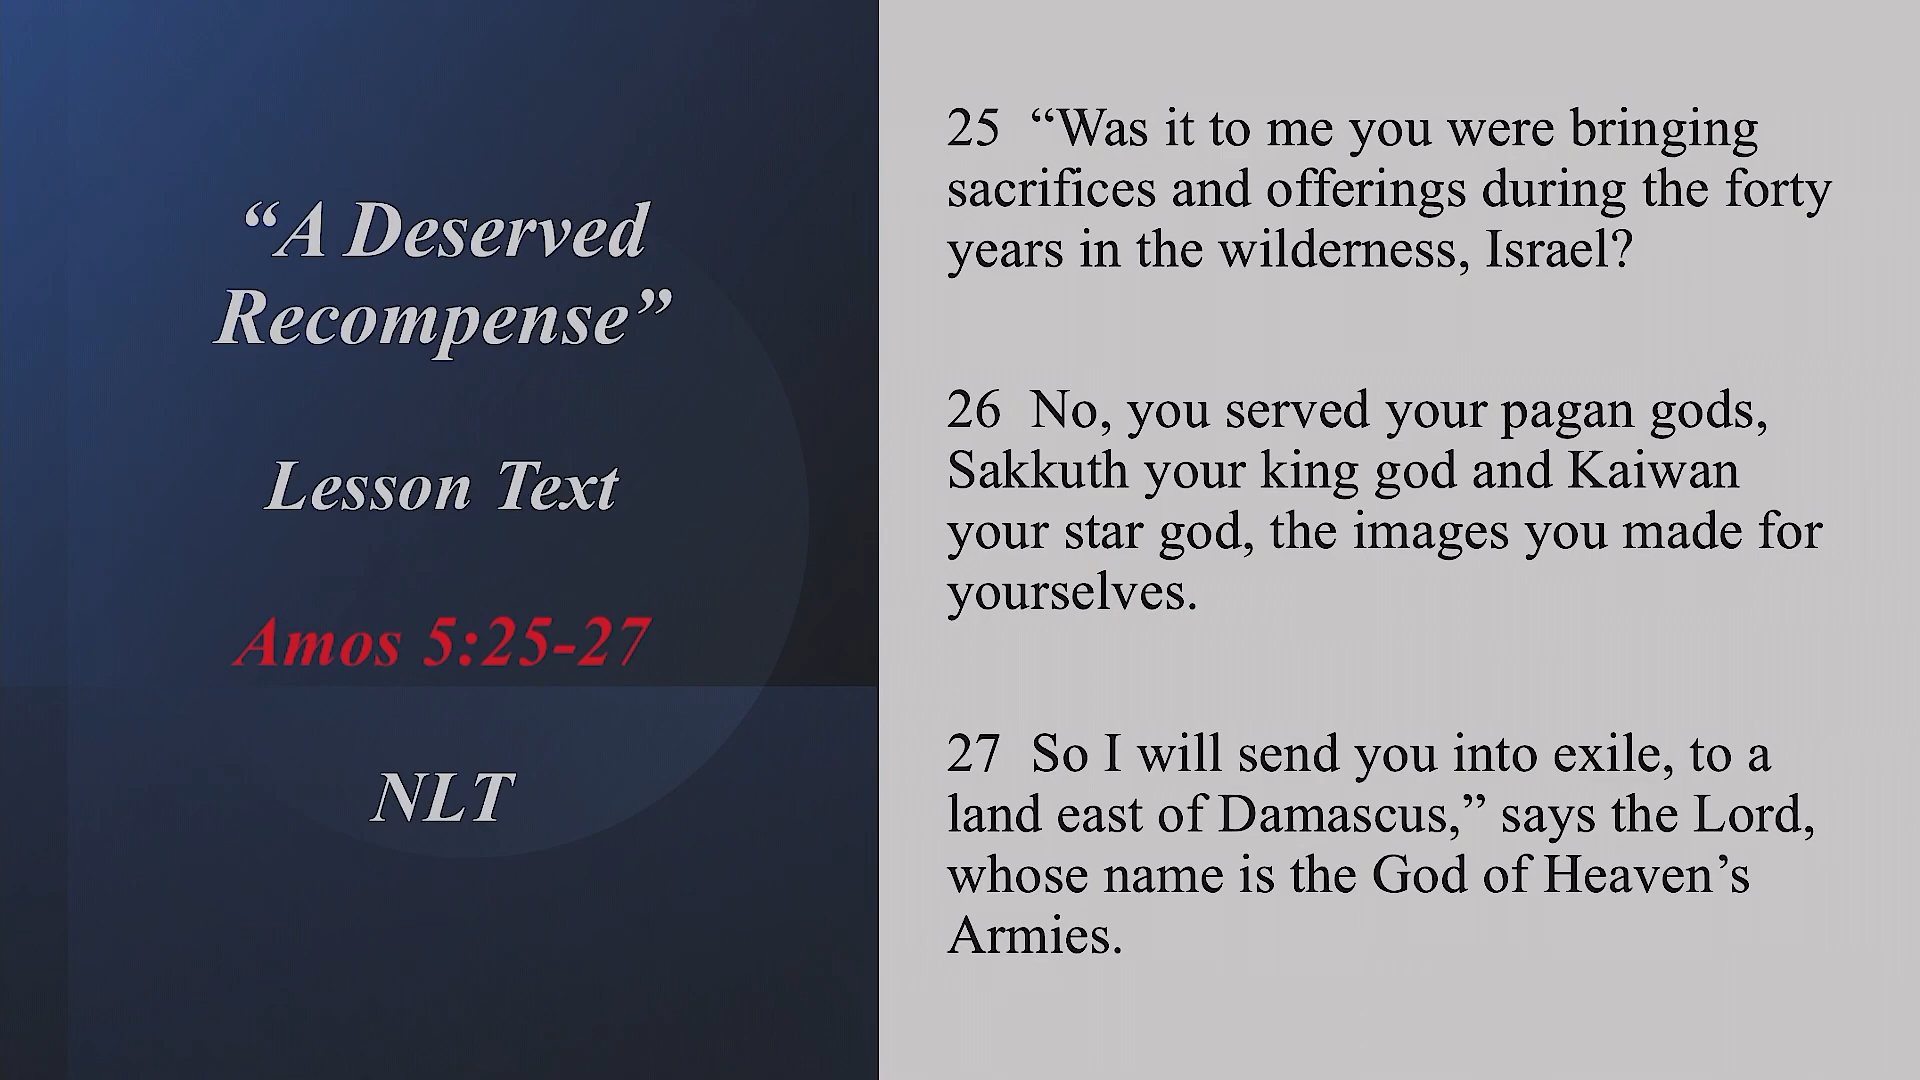 “A Deserved
Recompense”
Lesson Text
Amos 5:25-27
NLT
25 “Was it to me you were bringing
sacrifices and offerings during the forty
years in the wilderness, Israel?
26 No, you served your pagan gods,
Sakkuth your king god and Kaiwan
your star god, the images you made for
yourselves.
27 So I will send you into exile, to a
land east of Damascus,” says the Lord,
whose name is the God of Heaven’s
Armies.